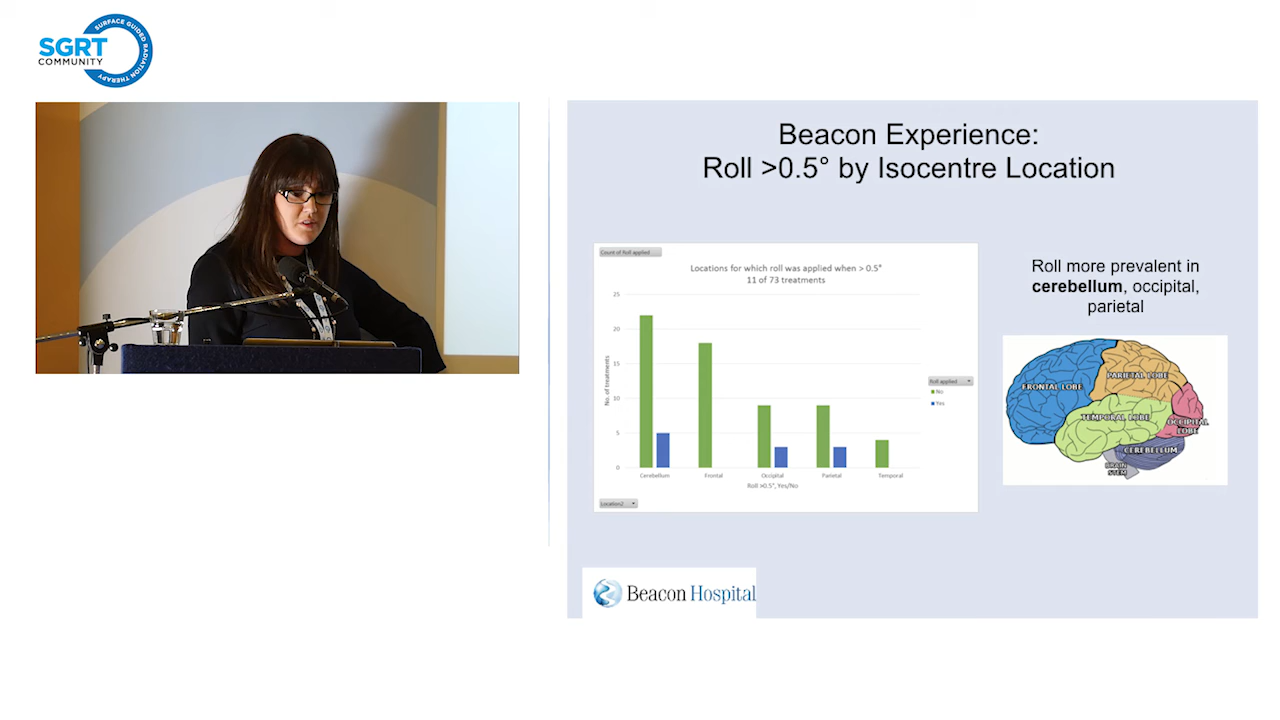 SURFACE GUIDED RADIATION THERAPY
SGRT
COMMUNITY
Beacon Experience:
Roll >0.5° by Isocentre Location
Count of Roll applied
Locations for which roll was applied when > 0.5°
11 of 73 treatments
25
20
15
10
5
0
No. of treatments
Cerebellum
Frontal
Occipital
Parietal
Temporal
Roll >0.5°, Yes/No
Location2
Roll applied
No
Yes
Roll more prevalent in
cerebellum, occipital,
parietal
FRONTAL LOBE
PARIETAL LOBE
TEMPORAL LOBE
OCCIPITAL
LOBE
CEREBELLUM
BRAIN
STEM
Beacon Hospital